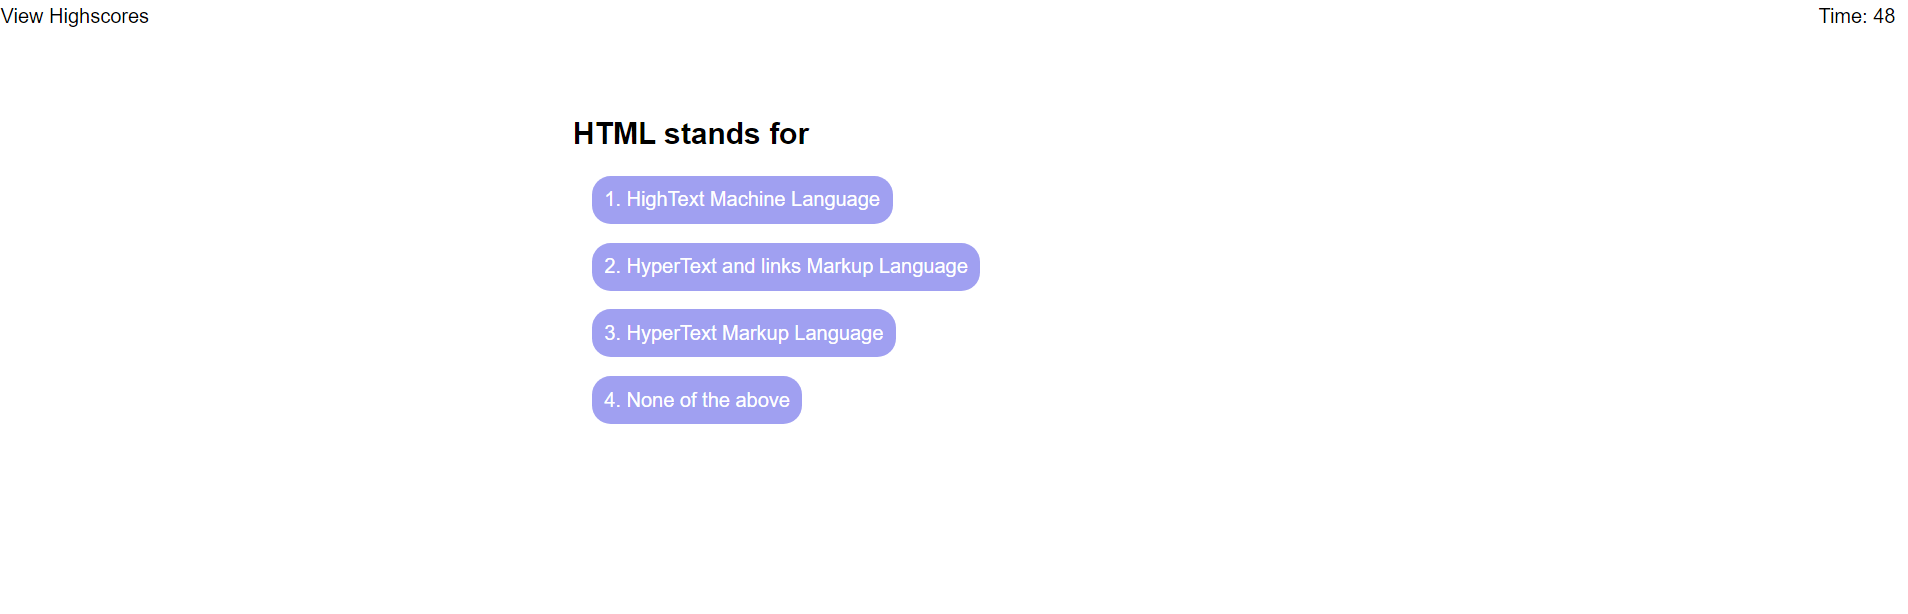 View Highscores
Time: 48
HTML stands for
1. HighText Machine Language
2. HyperText and links Markup Language
3. HyperText Markup Language
4. None of the above